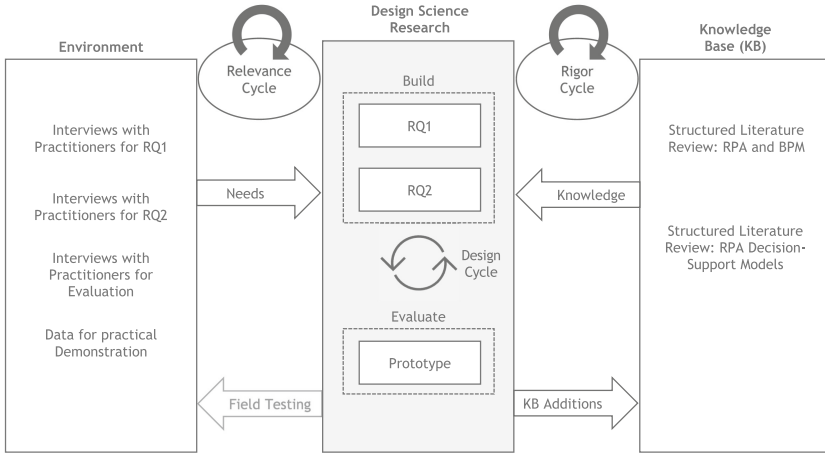 Design Science
Research
Environment
Knowledge
Base (KB)
Relevance
Cycle
Rigor
Cycle
Interviews with
Practitioners for RQ1
Interviews with
Practitioners for RQ2
Interviews with
Practitioners for
Evaluation
Data for practical
Demonstration
Needs
Field Testing
Build
RQ1
RQ2
Design
Cycle
Evaluate
Prototype
Knowledge
KB Additions
Structured Literature
Review: RPA and BPM
Structured Literature
Review: RPA Decision-
Support Models